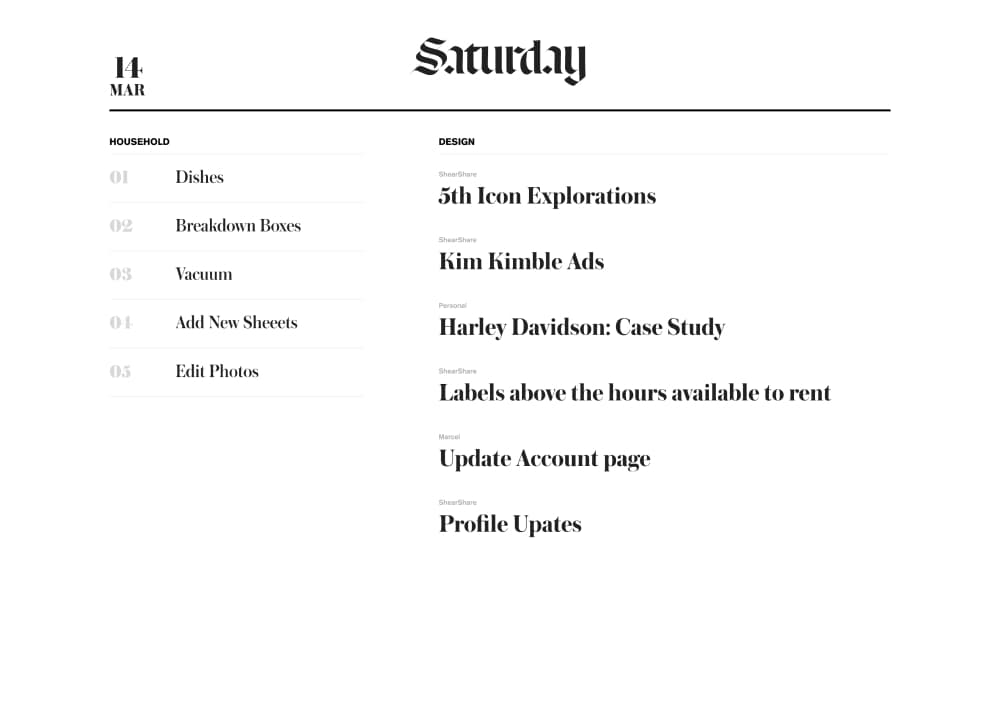 14
MAR
Saturday
HOUSEHOLD
01 Dishes
02 Breakdown Boxes
03 Vacuum
04 Add New Sheeets
05 Edit Photos
DESIGN
ShearShare
5th Icon Explorations
ShearShare
Kim Kimble Ads
Personal
Harley Davidson: Case Study
ShearShare
Labels above the hours available to rent
Marcel
Update Account page
ShearShare
Profile Upates